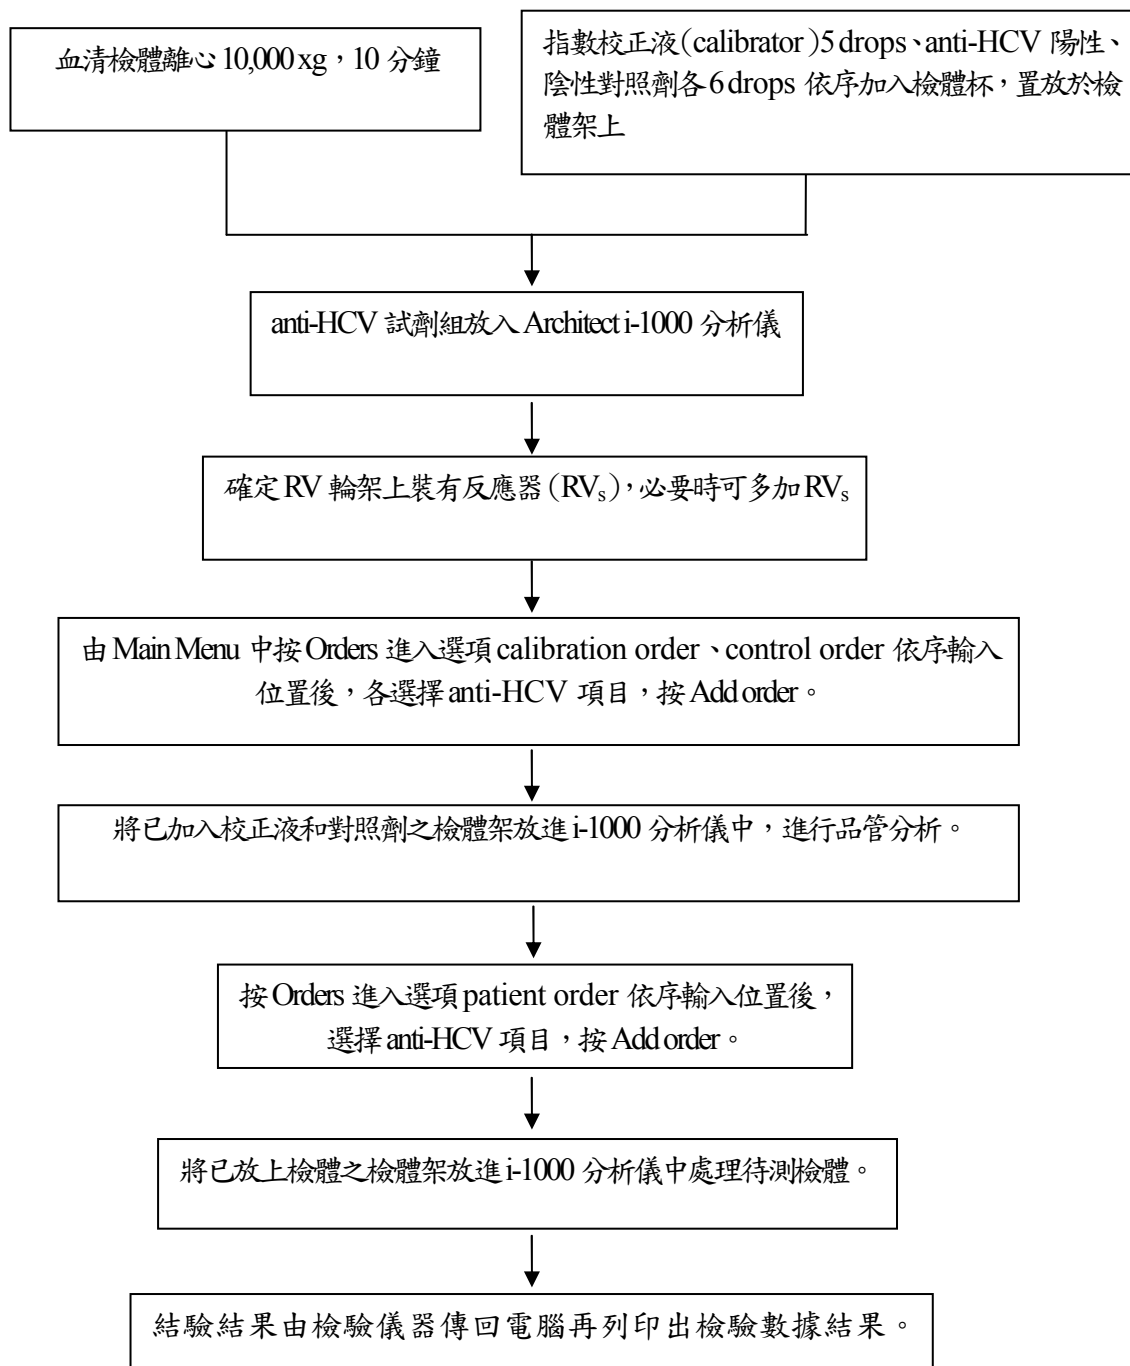 血清檢體離心 10,000 xg，10 分鐘
指數校正液（calibrator）5 drops、anti-HCV 陽性、
陰性對照劑各 6 drops 依序加入檢體杯，置放於檢
體架上
anti-HCV 試劑組放入 Architect i-1000 分析儀
確定 RV 輪架上裝有反應器（RVs），必要時可多加 RVs
由 Main Menu 中按 Orders 進入選項 calibration order、control order 依序輸入
位置後，各選擇 anti-HCV 項目，按 Add order。
將已加入校正液和對照劑之檢體架放進 i-1000 分析儀中，進行品管分析。
按 Orders 進入選項 patient order 依序輸入位置後，
選擇 anti-HCV 項目，按 Add order。
將已放上檢體之檢體架放進 i-1000 分析儀中處理待測檢體。
結驗結果由檢驗儀器傳回電腦再列印出檢驗數據結果。